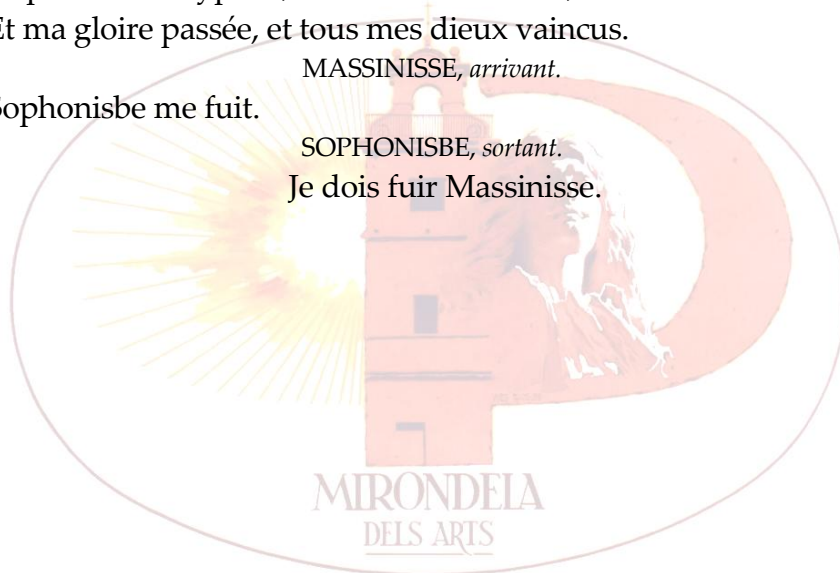 Et ma gloire passée, et tous mes dieux vaincus.
MASSINISSE, arrivant.
Sophonisbe me fuit.
SOPHONISBE, sortant.
Je dois fuir Massinisse.
MIRONDELA
DELS ARTS